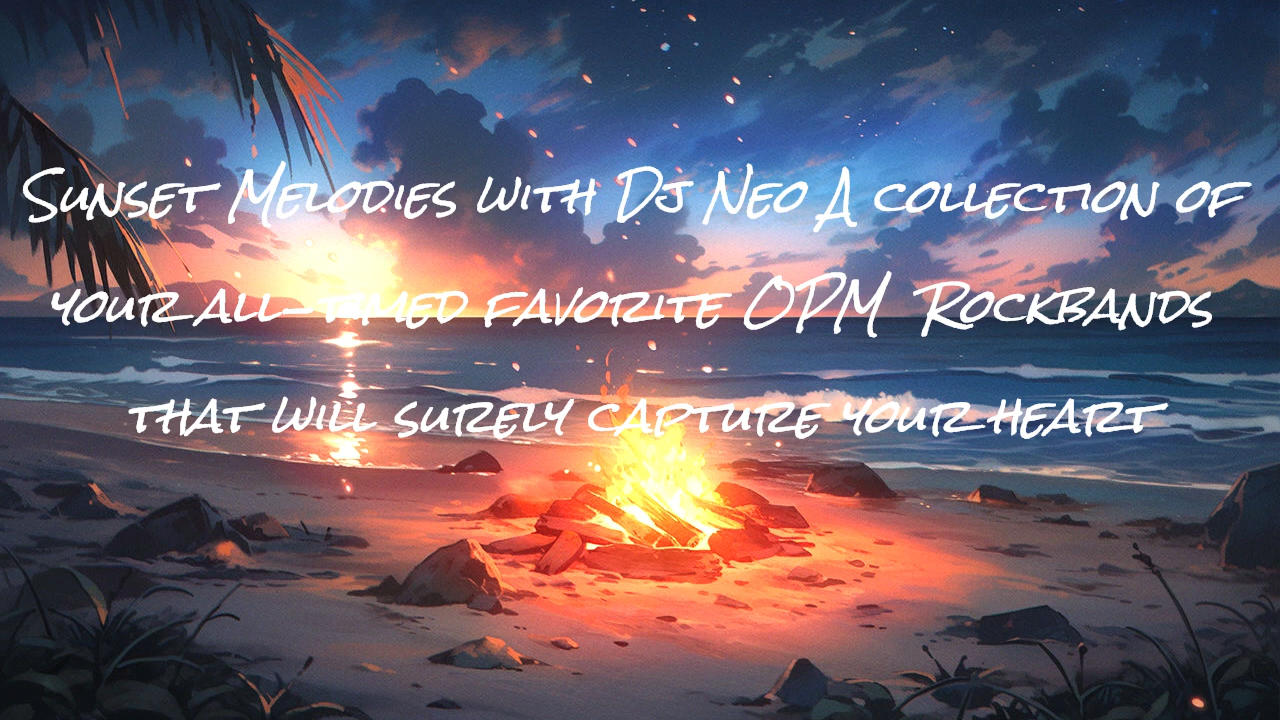 Sunset Melodies with Dj Neo A collection of
your all-timed favorite OPM Rockbands
that will surely capture your heart